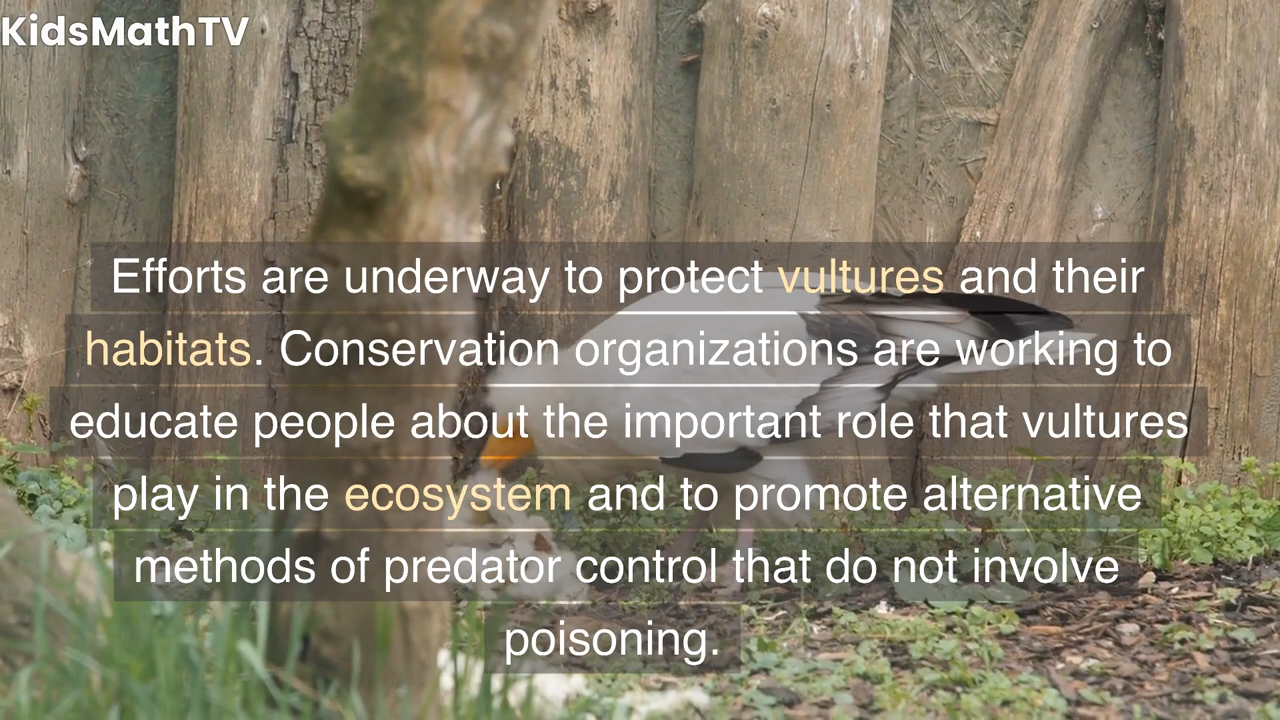 KidsMathTV
Efforts are underway to protect vultures and their
habitats. Conservation organizations are working to
educate people about the important role that vultures
play in the ecosystem and to promote alternative
methods of predator control that do not involve
poisoning.